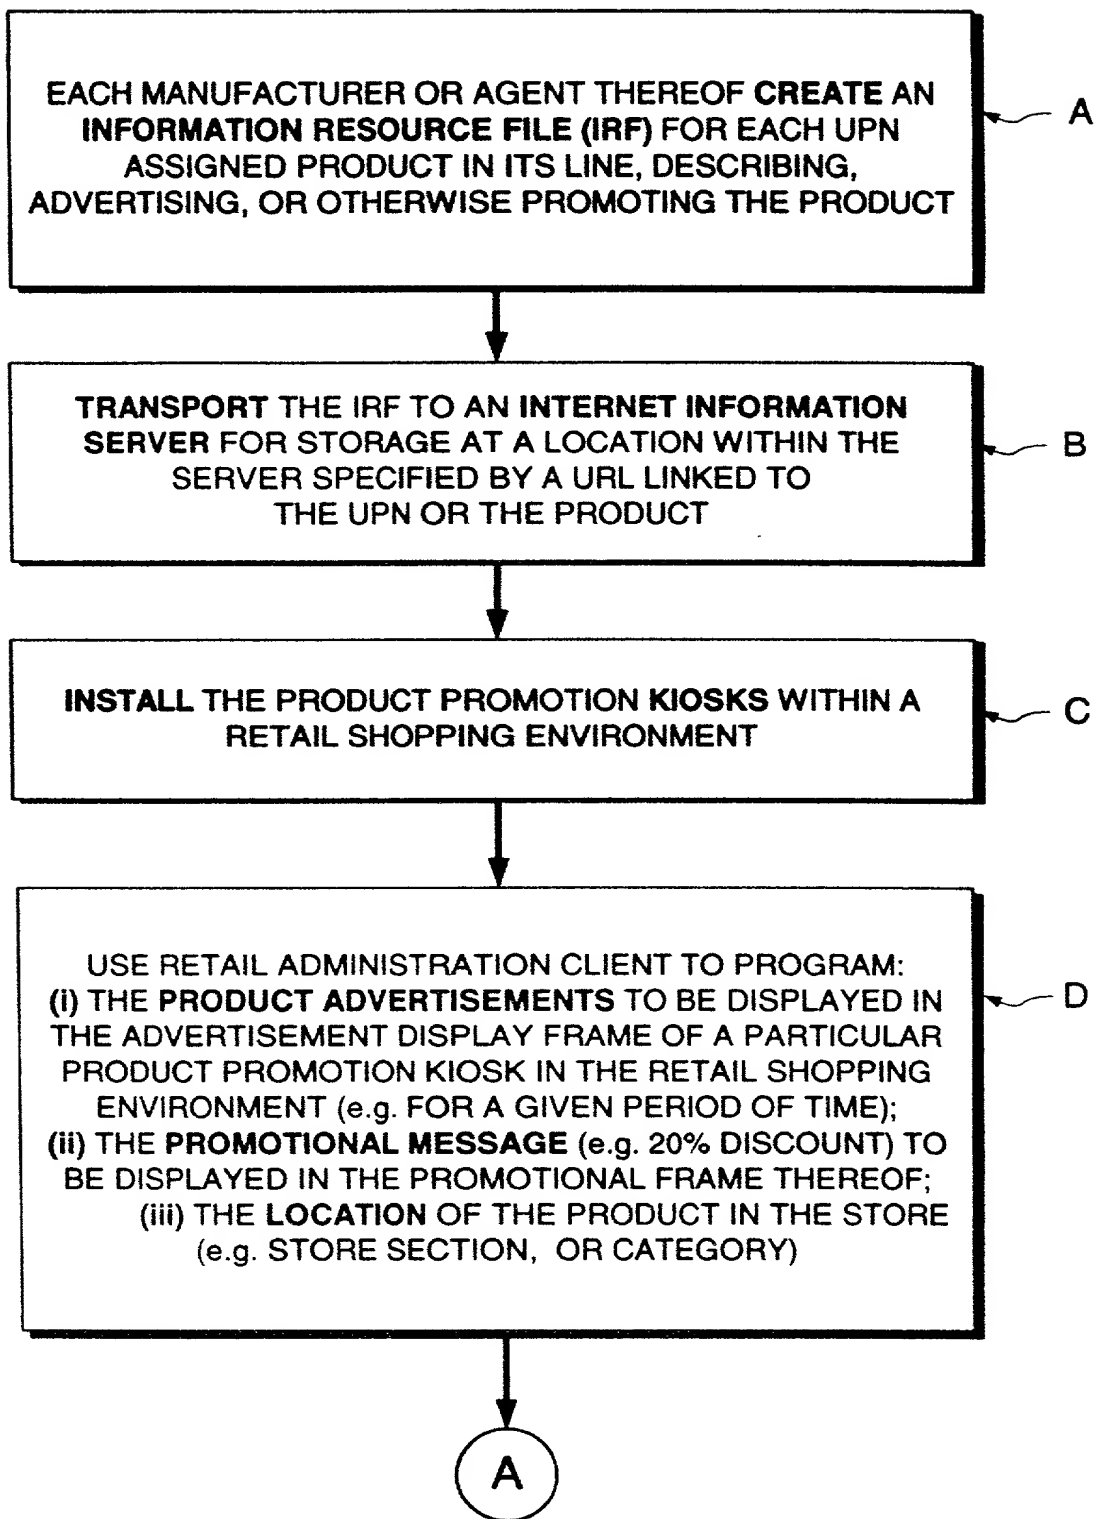 EACH MANUFACTURER OR AGENT THEREOF CREATE AN
INFORMATION RESOURCE FILE (IRF) FOR EACH UPN
ASSIGNED PRODUCT IN ITS LINE, DESCRIBING,
ADVERTISING, OR OTHERWISE PROMOTING THE PRODUCT
A
TRANSPORT THE IRF TO AN INTERNET INFORMATION
SERVER FOR STORAGE AT A LOCATION WITHIN THE
SERVER SPECIFIED BY A URL LINKED TO
THE UPN OR THE PRODUCT
B
INSTALL THE PRODUCT PROMOTION KIOSKS WITHIN A
RETAIL SHOPPING ENVIRONMENT
C
USE RETAIL ADMINISTRATION CLIENT TO PROGRAM:
(i) THE PRODUCT ADVERTISEMENTS TO BE DISPLAYED IN
THE ADVERTISEMENT DISPLAY FRAME OF A PARTICULAR
PRODUCT PROMOTION KIOSK IN THE RETAIL SHOPPING
ENVIRONMENT (e.g. FOR A GIVEN PERIOD OF TIME);
(ii) THE PROMOTIONAL MESSAGE (e.g. 20% DISCOUNT) TO
BE DISPLAYED IN THE PROMOTIONAL FRAME THEREOF;
(iii) THE LOCATION OF THE PRODUCT IN THE STORE
(e.g. STORE SECTION, OR CATEGORY)
D
A